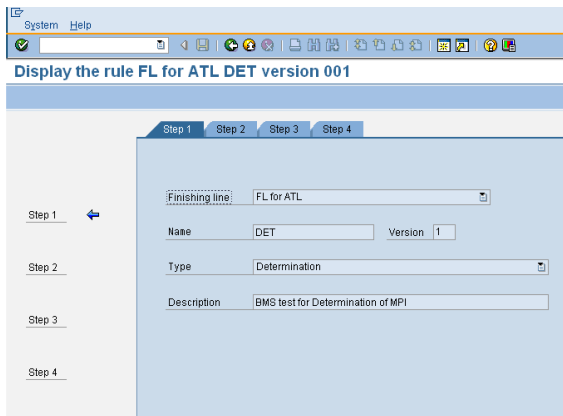 System Help
Display the rule FL for ATL DET version 001
Step 1 Step 2 Step 3 Step 4
Finishing line FL for ATL
Step 1
Name DET Version 1
Step 2 Type Determination
Description BMS test for Determination of MPI
Step 3
Step 4